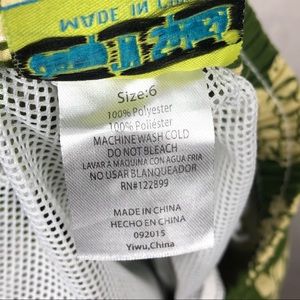 MADE IN
Size:6
100% Polyester
100% Poliéster
MACHINE WASH COLD
DO NOT BLEACH
LAVAR A MAQUINA CON AGUA FRIA
NO USAR BLANQUEADOR
RN#122899
MADE IN CHINA
HECHO EN CHINA
092015
Yiwu,China